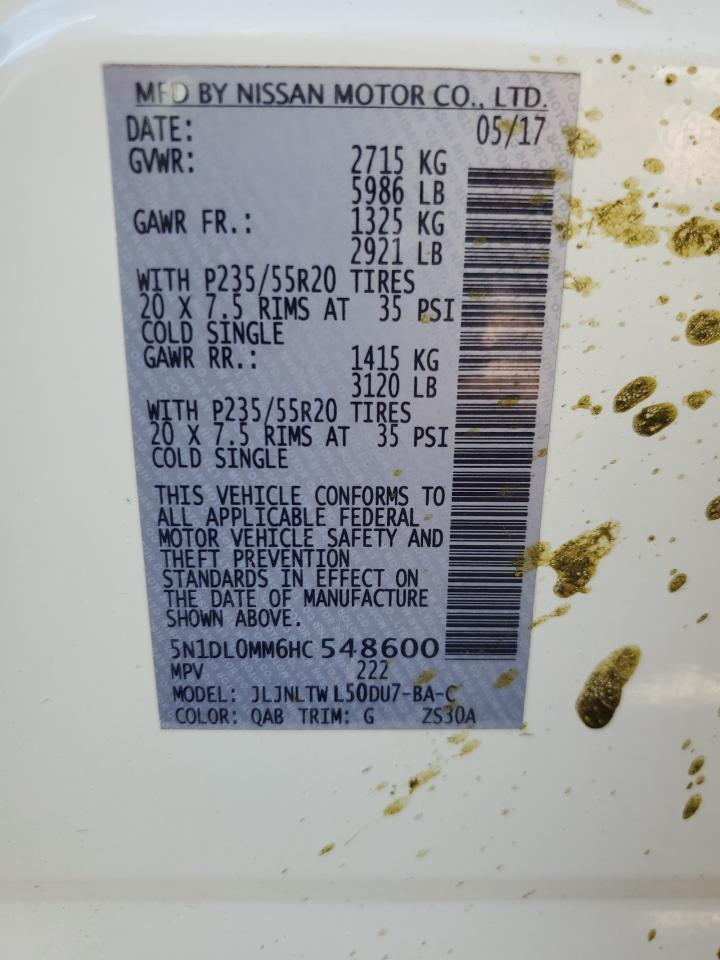 MFD BY NISSAN MOTOR CO., LTD.
DATE: 05/17
GVWR: 2715 KG
5986 LB
GAWR FR.: 1325 KG
2921 LB
WITH P235/55R20 TIRES
20 X 7.5 RIMS AT 35 PSI
COLD SINGLE
GAWR RR.: 1415 KG
3120 LB
WITH P235/55R20 TIRES
20 X 7.5 RIMS AT 35 PSI
COLD SINGLE
THIS VEHICLE CONFORMS TO
ALL APPLICABLE FEDERAL
MOTOR VEHICLE SAFETY AND
THEFT PREVENTION
STANDARDS IN EFFECT ON
THE DATE OF MANUFACTURE
SHOWN ABOVE.
5N1DL0MM6HC 548600
MPV 222
MODEL: JLJNLTW L50DU7-BA-C
COLOR: QAB TRIM: G ZS30A